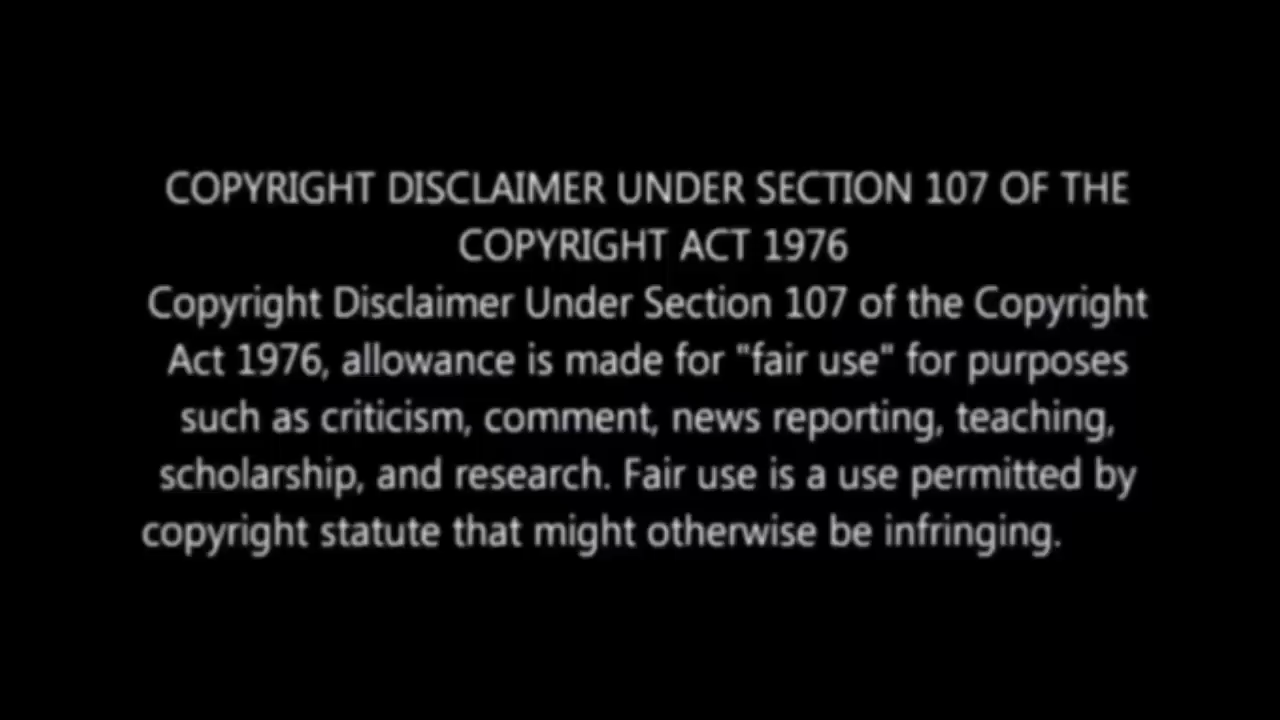 COPYRIGHT DISCLAIMER UNDER SECTION 107 OF THE
COPYRIGHT ACT 1976
Copyright Disclaimer Under Section 107 of the Copyright
Act 1976, allowance is made for "fair use" for purposes
such as criticism, comment, news reporting, teaching,
scholarship, and research. Fair use is a use permitted by
copyright statute that might otherwise be infringing.